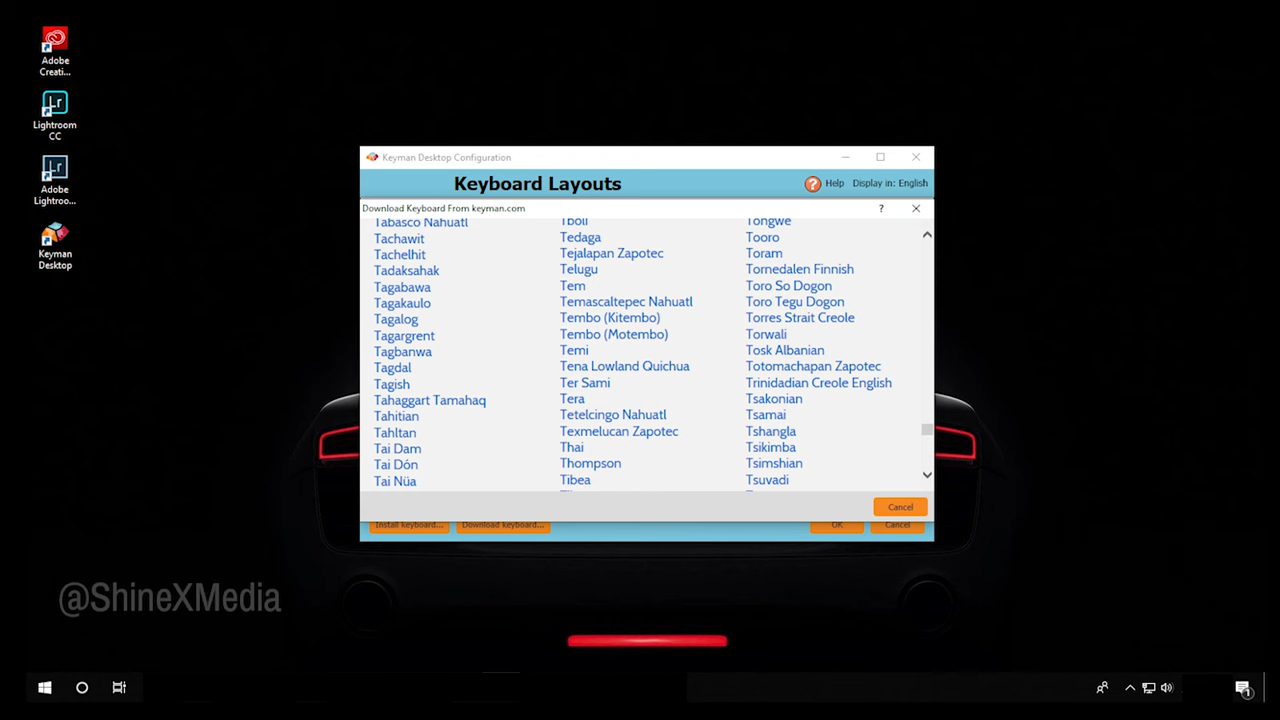 Adobe
Creati...
Lr
Lightroom
CC
Lr
Adobe
Lightroo...
Keyman
Desktop
Keyman Desktop Configuration
Keyboard Layouts
? Help
Display in: English
Download Keyboard From keyman.com
?
Tabasco Nahuatl
Tachawit
Tachelhit
Tadaksahak
Tagabawa
Tagakaulo
Tagalog
Tagargrent
Tagbanwa
Tagdal
Tagish
Tahaggart Tamahaq
Tahitian
Tahltan
Tai Dam
Tai Dón
Tai Nüa
Tboli
Tedaga
Tejalapan Zapotec
Telugu
Tem
Temascaltepec Nahuatl
Tembo (Kitembo)
Tembo (Motembo)
Temi
Tena Lowland Quichua
Ter Sami
Tera
Tetelcingo Nahuatl
Texmelucan Zapotec
Thai
Thompson
Tibea
Tongwe
Tooro
Toram
Tornedalen Finnish
Toro So Dogon
Toro Tegu Dogon
Torres Strait Creole
Torwali
Tosk Albanian
Totomachapan Zapotec
Trinidadian Creole English
Tsakonian
Tsamai
Tshangla
Tsikimba
Tsimshian
Tsuvadi
Cancel
Install keyboard...
Download keyboard...
OK
Cancel
@ShineXMedia
1